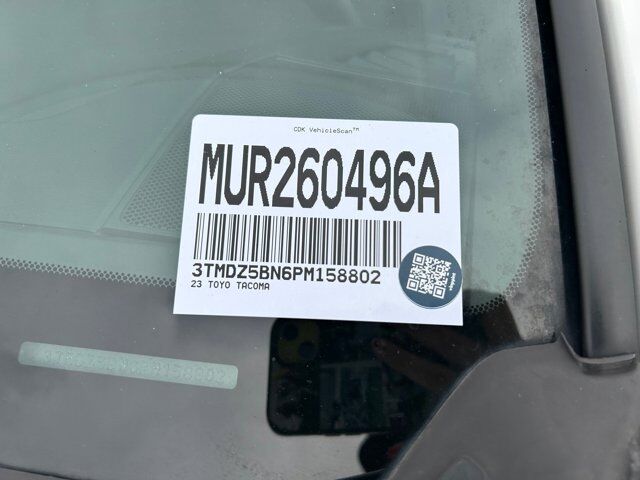 CDK VehicleScan™
MUR260496A
3TMDZ5BN6PM158802
23 TOYO TACOMA